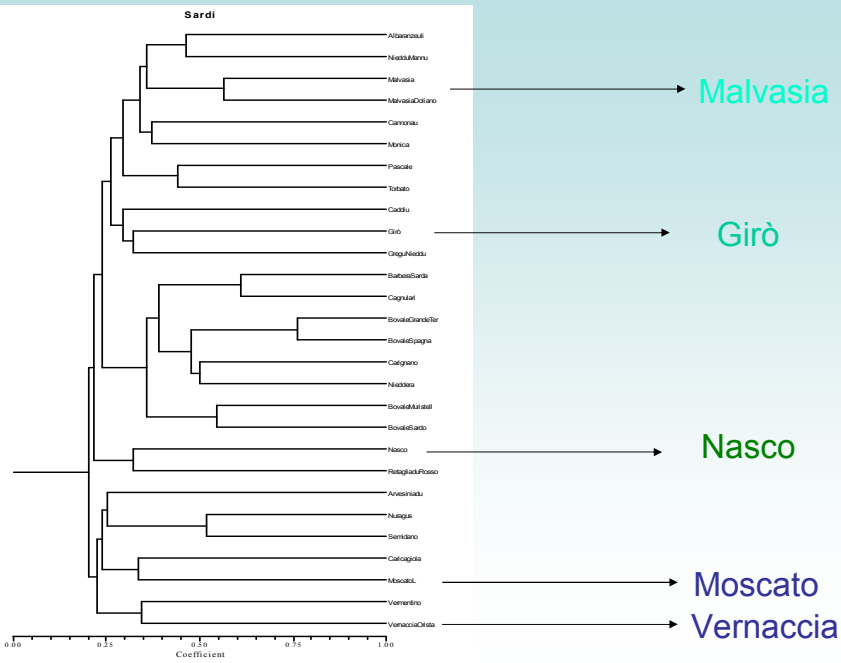 Sardi
Albaranzeuli
NiedduMannu
Malvasia
MalvasiaDoliano
Malvasia
Cannonau
Monica
Pascale
Torbato
Caddiu
Girò
Girò
GreguNieddu
BarberaSarda
Cagnulari
BovaleGrandeTer
BovaleSpagna
Carignano
Nieddera
BovaleMuristell
BovaleSardo
Nasco
Nasco
RetagliaduRosso
Arvesiniadu
Nuragus
Semidano
Caricagiola
MoscatoL
Moscato
Vermentino
VernacciaOrista
Vernaccia
0.00 0.25 0.50 0.75 1.00
Coefficient